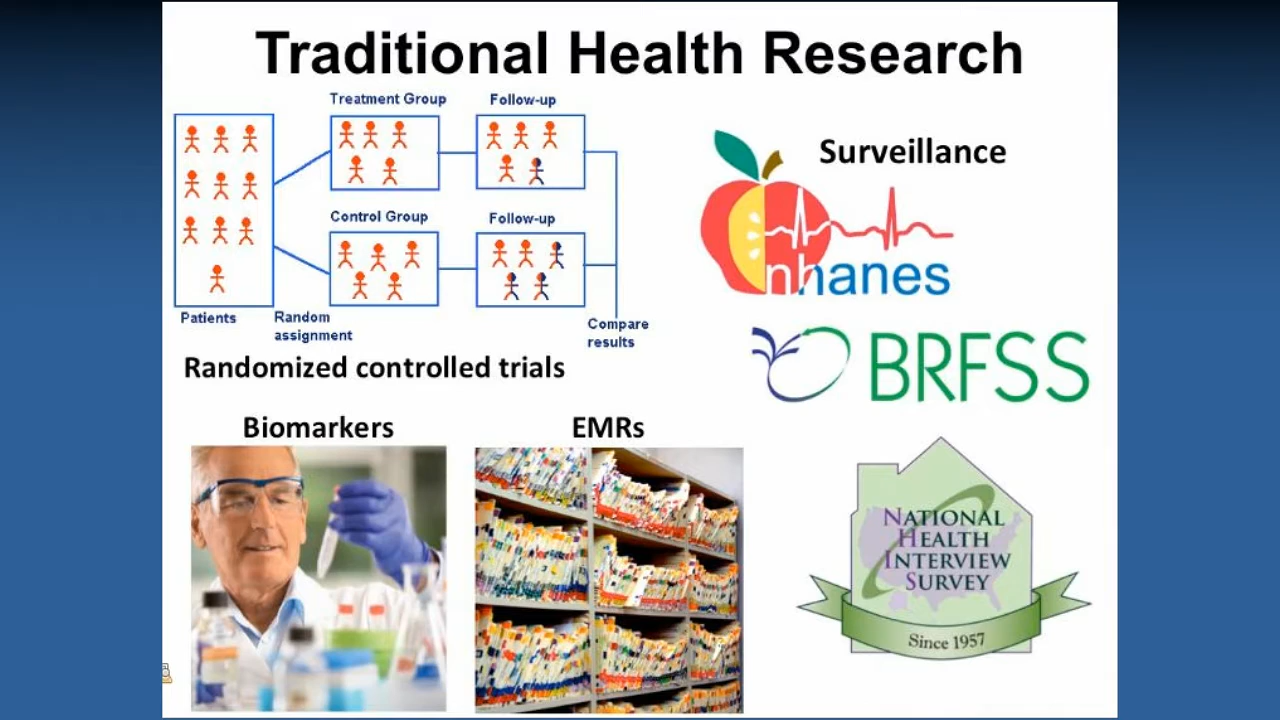 Traditional Health Research
Treatment Group
Follow-up
Control Group
Follow-up
Patients
Random
assignment
Compare
results
Randomized controlled trials
Surveillance
nhanes
BRFSS
Biomarkers
EMRs
NATIONAL
HEALTH
INTERVIEW
SURVEY
Since 1957